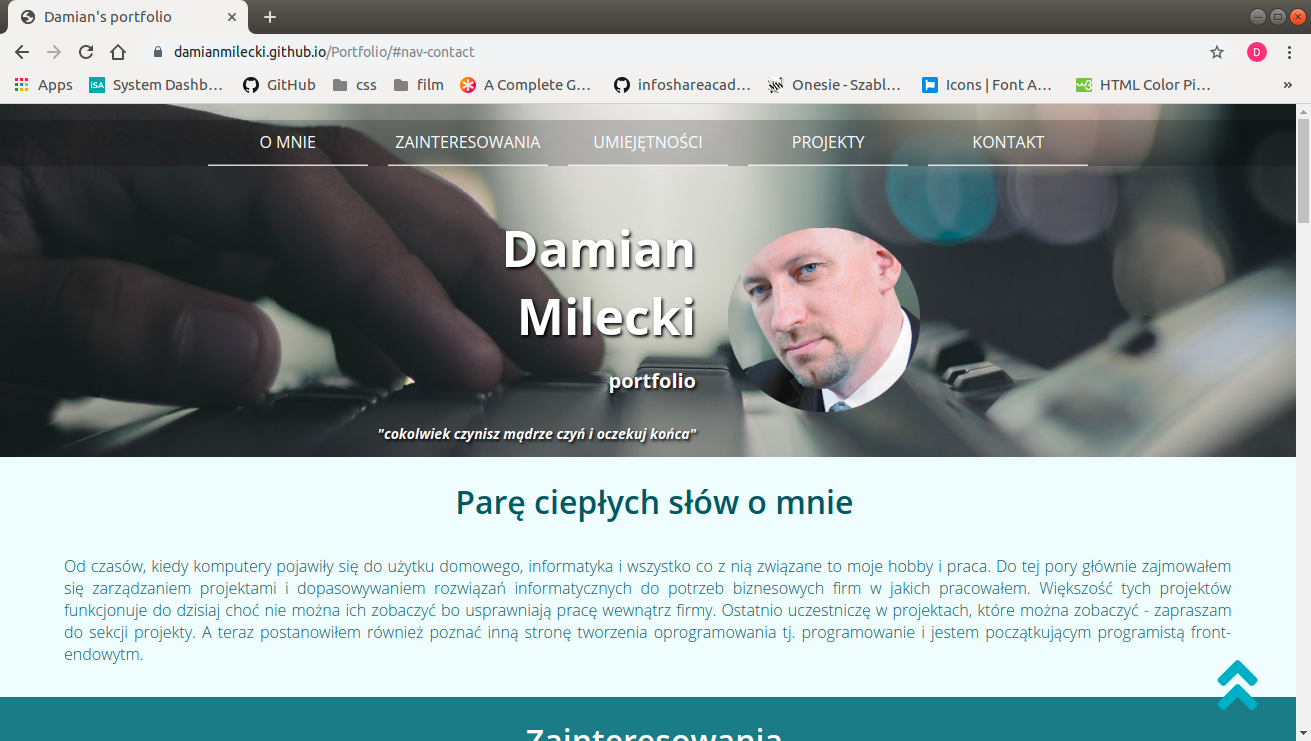 Damian's portfolio
damianmilecki.github.io/Portfolio/#nav-contact
D
Apps
iSA
System Dashb...
GitHub
css
film
A Complete G...
infoshareacad...
Onesie - Szabl...
Icons | Font A...
w3
HTML Color Pi...
»
O MNIE
ZAINTERESOWANIA
UMIEJĘTNOŚCI
PROJEKTY
KONTAKT
Damian
Milecki
portfolio
"cokolwiek czynisz mądrze czyń i oczekuj końca"
Parę ciepłych słów o mnie
Od czasów, kiedy komputery pojawiły się do użytku domowego, informatyka i wszystko co z nią związane to moje hobby i praca. Do tej pory głównie zajmowałem
się zarządzaniem projektami i dopasowywaniem rozwiązań informatycznych do potrzeb biznesowych firm w jakich pracowałem. Większość tych projektów
funkcjonuje do dzisiaj choć nie można ich zobaczyć bo usprawniają pracę wewnątrz firmy. Ostatnio uczestniczę w projektach, które można zobaczyć - zapraszam
do sekcji projekty. A teraz postanowiłem również poznać inną stronę tworzenia oprogramowania tj. programowanie i jestem początkującym programistą front-
endowytm.
Zainteresowania